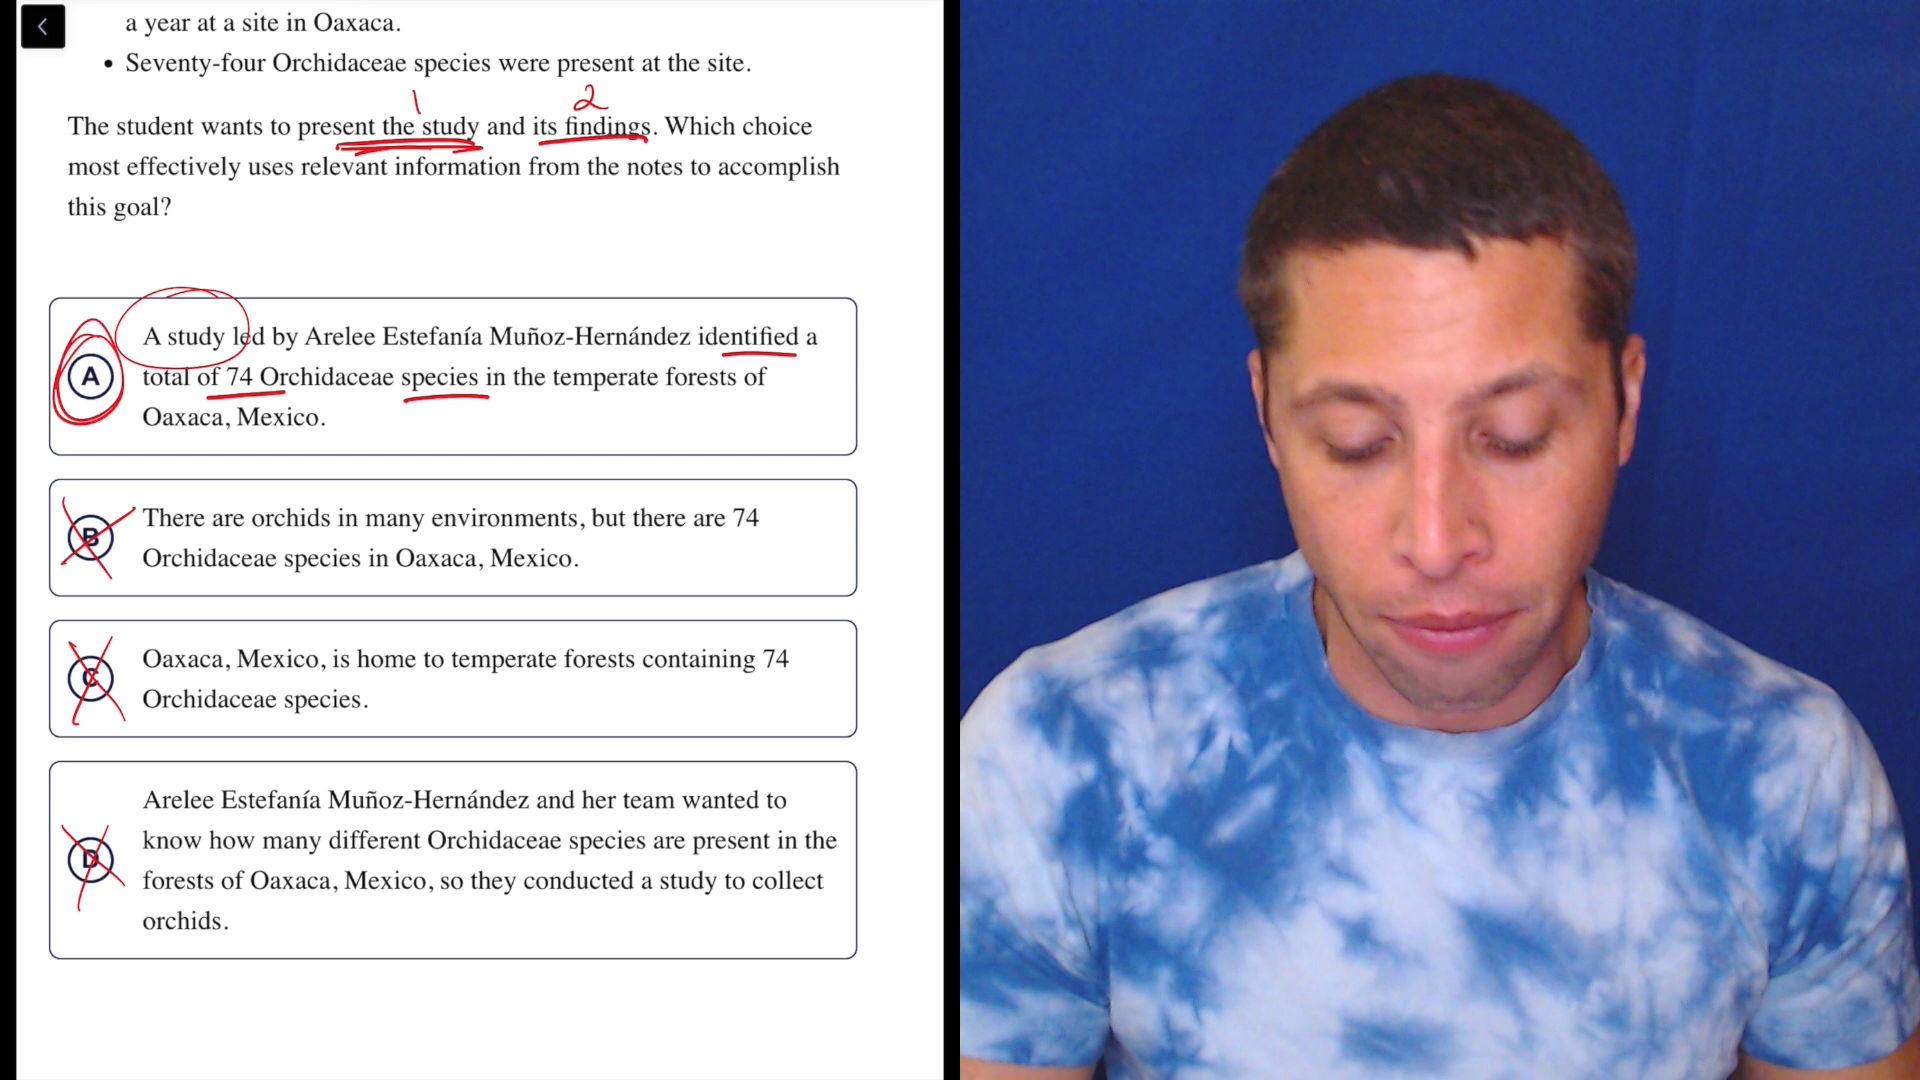 a year at a site in Oaxaca.
• Seventy-four Orchidaceae species were present at the site.
1 2
The student wants to present the study and its findings. Which choice
most effectively uses relevant information from the notes to accomplish
this goal?
A study led by Arelee Estefanía Muñoz-Hernández identified a
A total of 74 Orchidaceae species in the temperate forests of
Oaxaca, Mexico.
B There are orchids in many environments, but there are 74
Orchidaceae species in Oaxaca, Mexico.
C Oaxaca, Mexico, is home to temperate forests containing 74
Orchidaceae species.
Arelee Estefanía Muñoz-Hernández and her team wanted to
know how many different Orchidaceae species are present in the
D forests of Oaxaca, Mexico, so they conducted a study to collect
orchids.